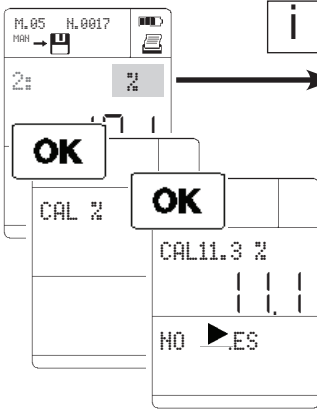 M.05 N.0017
MAN
i
2: %
OK
CAL %
OK
CAL11.3 %
11.1
NO ▶.ES